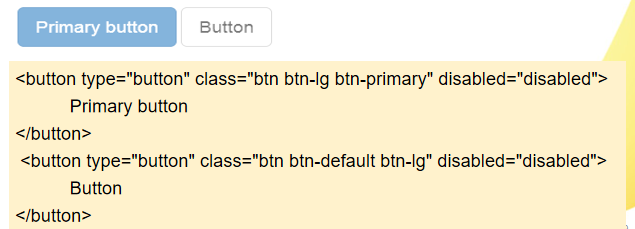 Primary button Button
<button type="button" class="btn btn-lg btn-primary" disabled="disabled">
Primary button
</button>
<button type="button" class="btn btn-default btn-lg" disabled="disabled">
Button
</button>